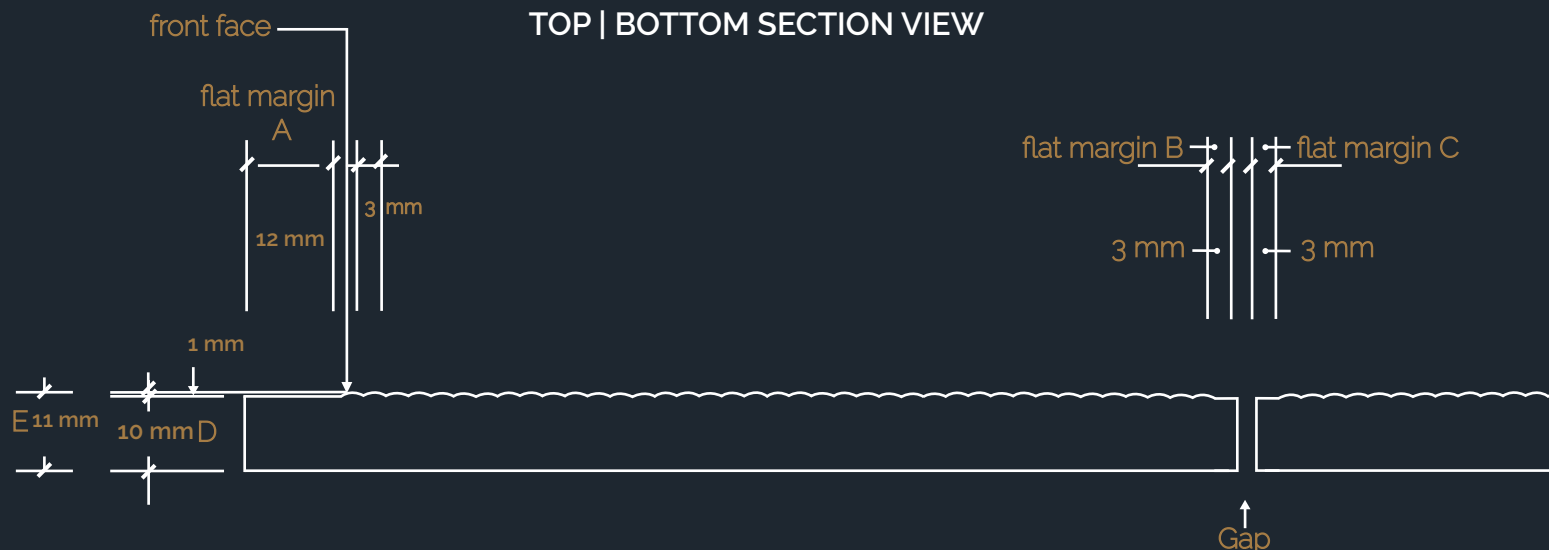 TOP | BOTTOM SECTION VIEW
front face
flat margin
A
flat margin B
flat margin C
3 mm
12 mm
3 mm
3 mm
1 mm
E 11 mm
10 mm D
Gap